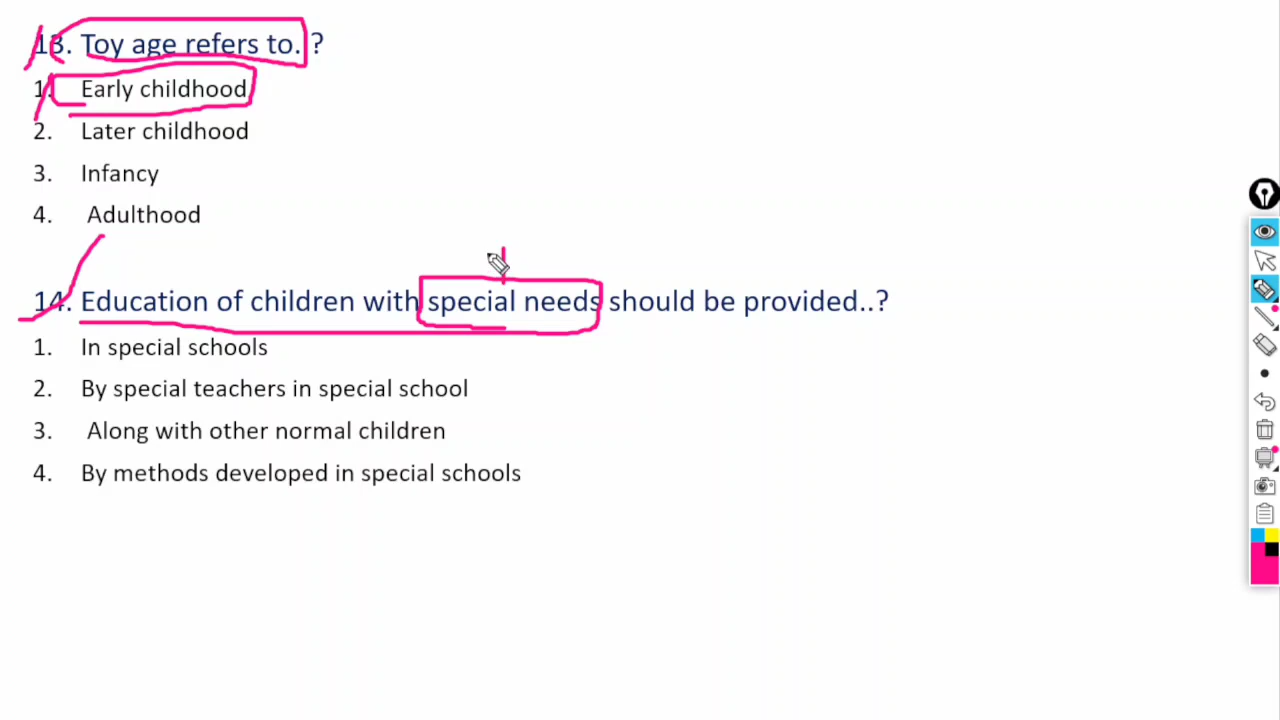 13. Toy age refers to. ?
1. Early childhood
2. Later childhood
3. Infancy
4. Adulthood
14. Education of children with special needs should be provided..?
1. In special schools
2. By special teachers in special school
3. Along with other normal children
4. By methods developed in special schools